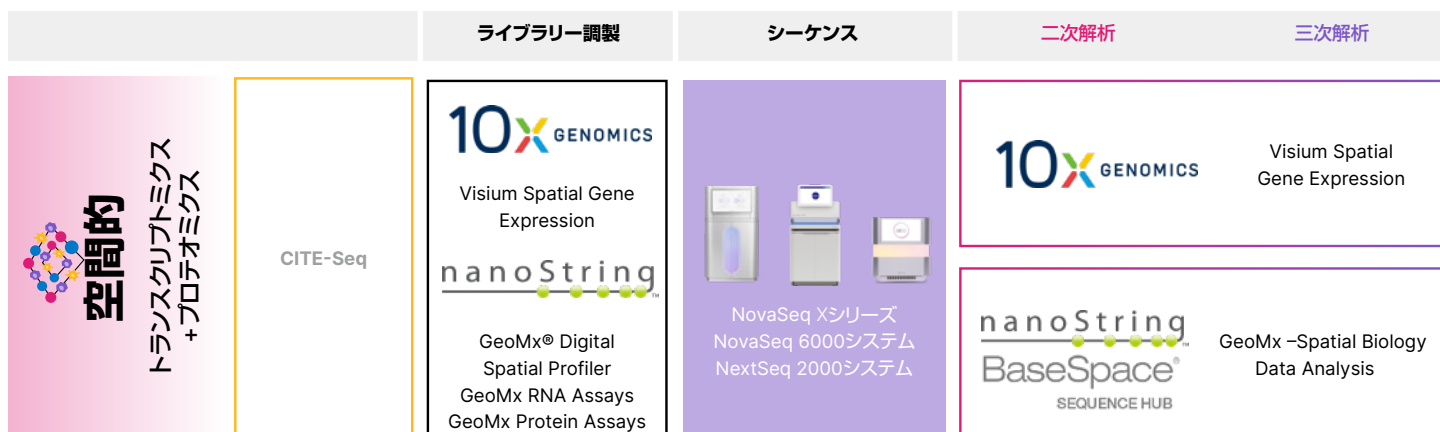 ライブラリー調製
シーケンス
二次解析
三次解析
空間的
トランスクリプトミクス
+プロテオミクス
CITE-Seq
10X GENOMICS
Visium Spatial Gene
Expression
nanoString™
GeoMx® Digital
Spatial Profiler
GeoMx RNA Assays
GeoMx Protein Assays
NovaSeq Xシリーズ
NovaSeq 6000システム
NextSeq 2000システム
10X GENOMICS
Visium Spatial
Gene Expression
nanoString™
BaseSpace®
SEQUENCE HUB
GeoMx –Spatial Biology
Data Analysis